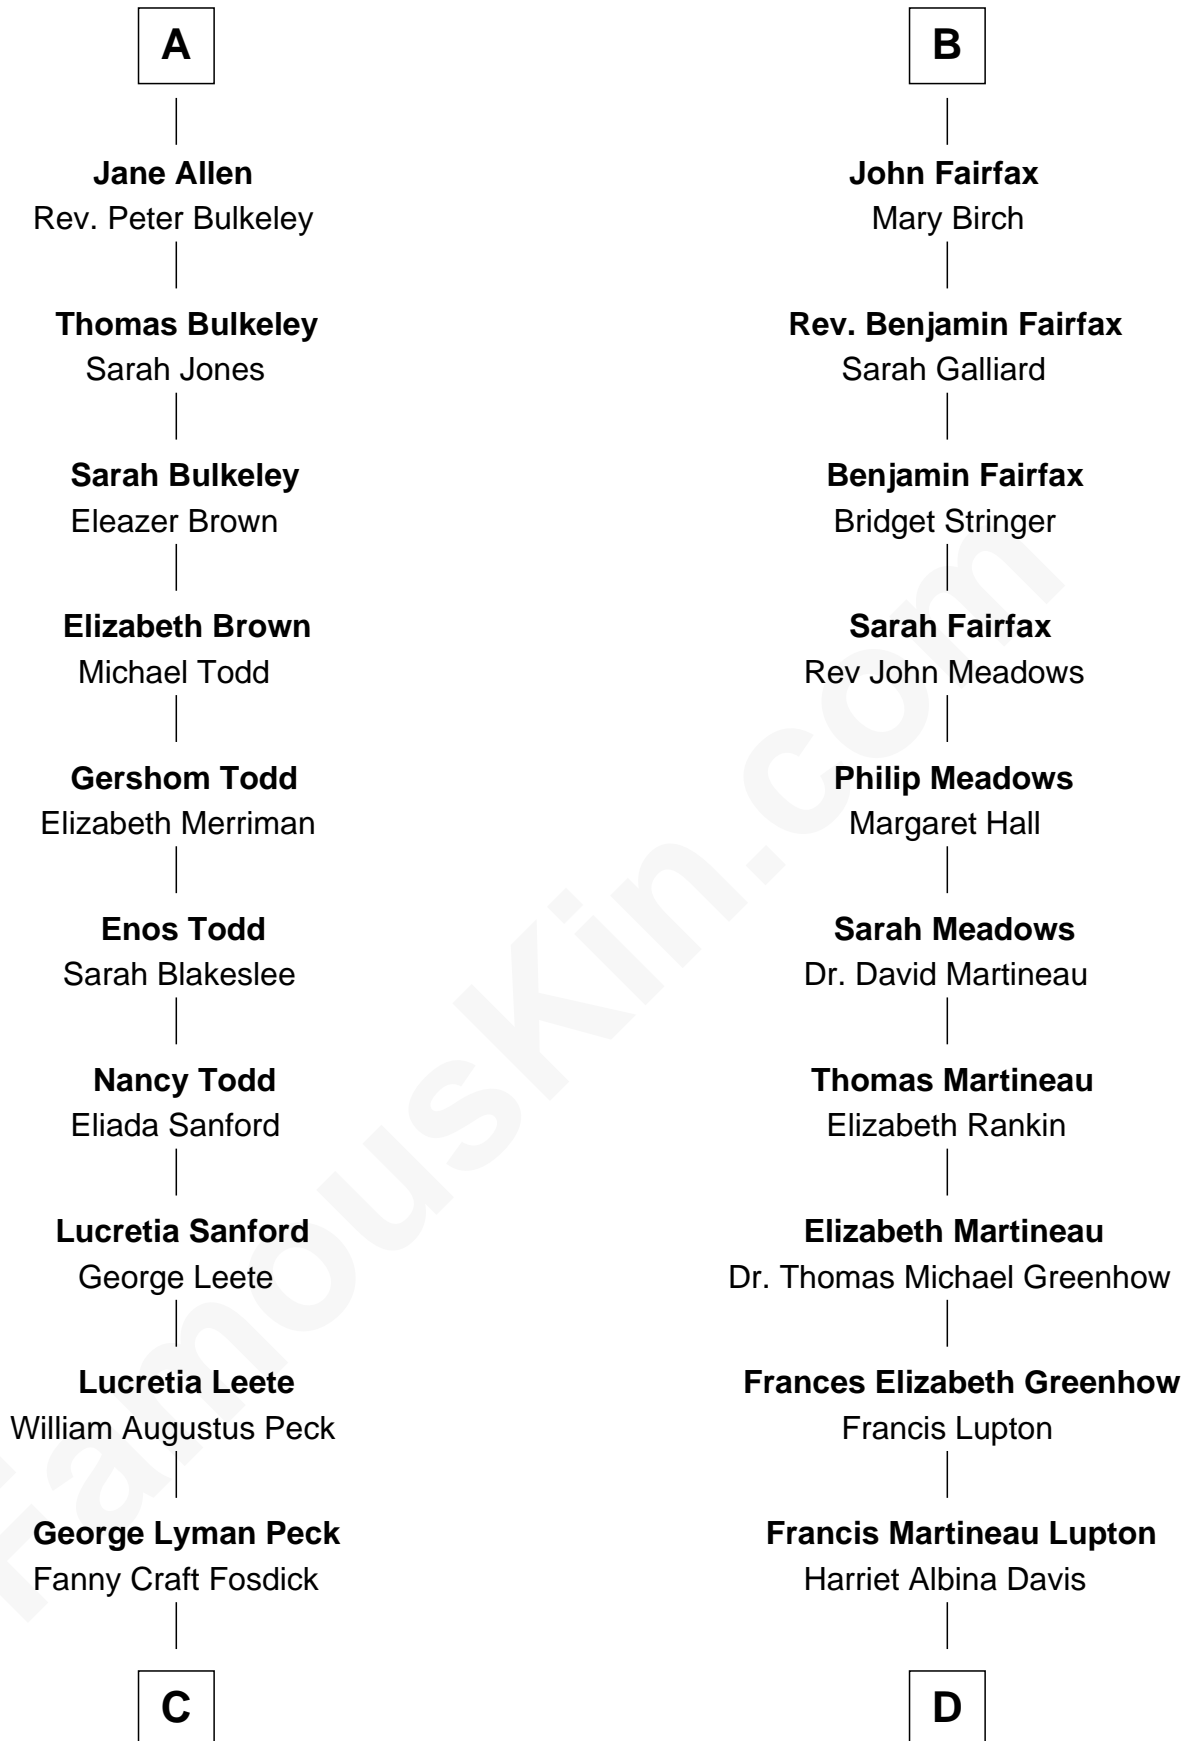 A
Jane Allen
Rev. Peter Bulkeley
Thomas Bulkeley
Sarah Jones
Sarah Bulkeley
Eleazer Brown
Elizabeth Brown
Michael Todd
Gershom Todd
Elizabeth Merriman
Enos Todd
Sarah Blakeslee
Nancy Todd
Eliada Sanford
Lucretia Sanford
George Leete
Lucretia Leete
William Augustus Peck
George Lyman Peck
Fanny Craft Fosdick
C
B
John Fairfax
Mary Birch
Rev. Benjamin Fairfax
Sarah Galliard
Benjamin Fairfax
Bridget Stringer
Sarah Fairfax
Rev John Meadows
Philip Meadows
Margaret Hall
Sarah Meadows
Dr. David Martineau
Thomas Martineau
Elizabeth Rankin
Elizabeth Martineau
Dr. Thomas Michael Greenhow
Frances Elizabeth Greenhow
Francis Lupton
Francis Martineau Lupton
Harriet Albina Davis
D
FamousKin.com